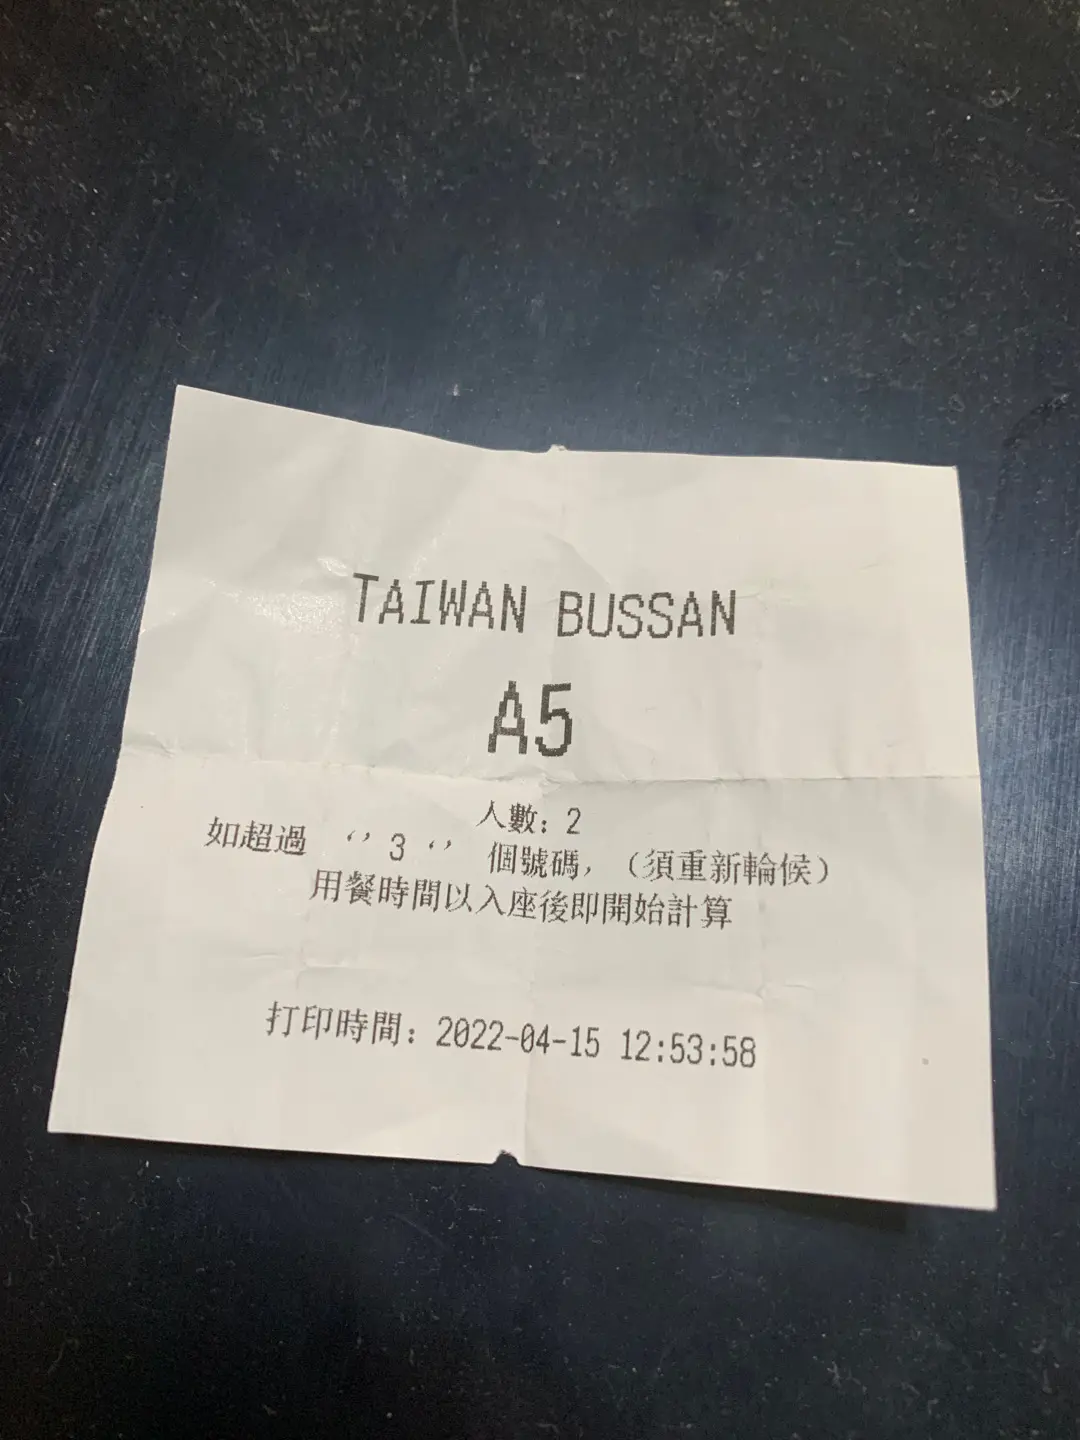 TAIWAN BUSSAN
A5
人數: 2
如超過 ‘’ 3 ‘’ 個號碼, （須重新輪候）
用餐時間以入座後即開始計算
打印時間: 2022-04-15 12:53:58